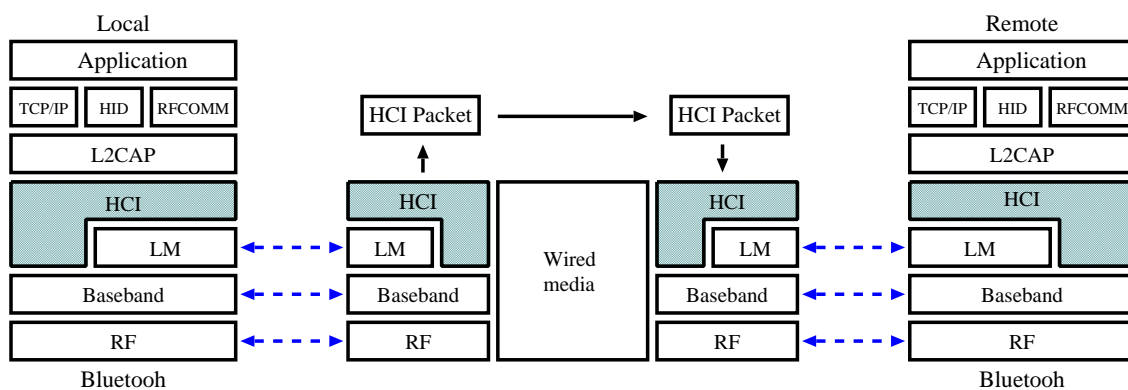 Local Remote
Application Application
TCP/IP HID RFCOMM HCI Packet HCI Packet TCP/IP HID RFCOMM
L2CAP L2CAP
HCI HCI HCI HCI
LM LM Wired media LM LM
Baseband Baseband Baseband Baseband
RF RF RF RF
Bluetooh Bluetooh